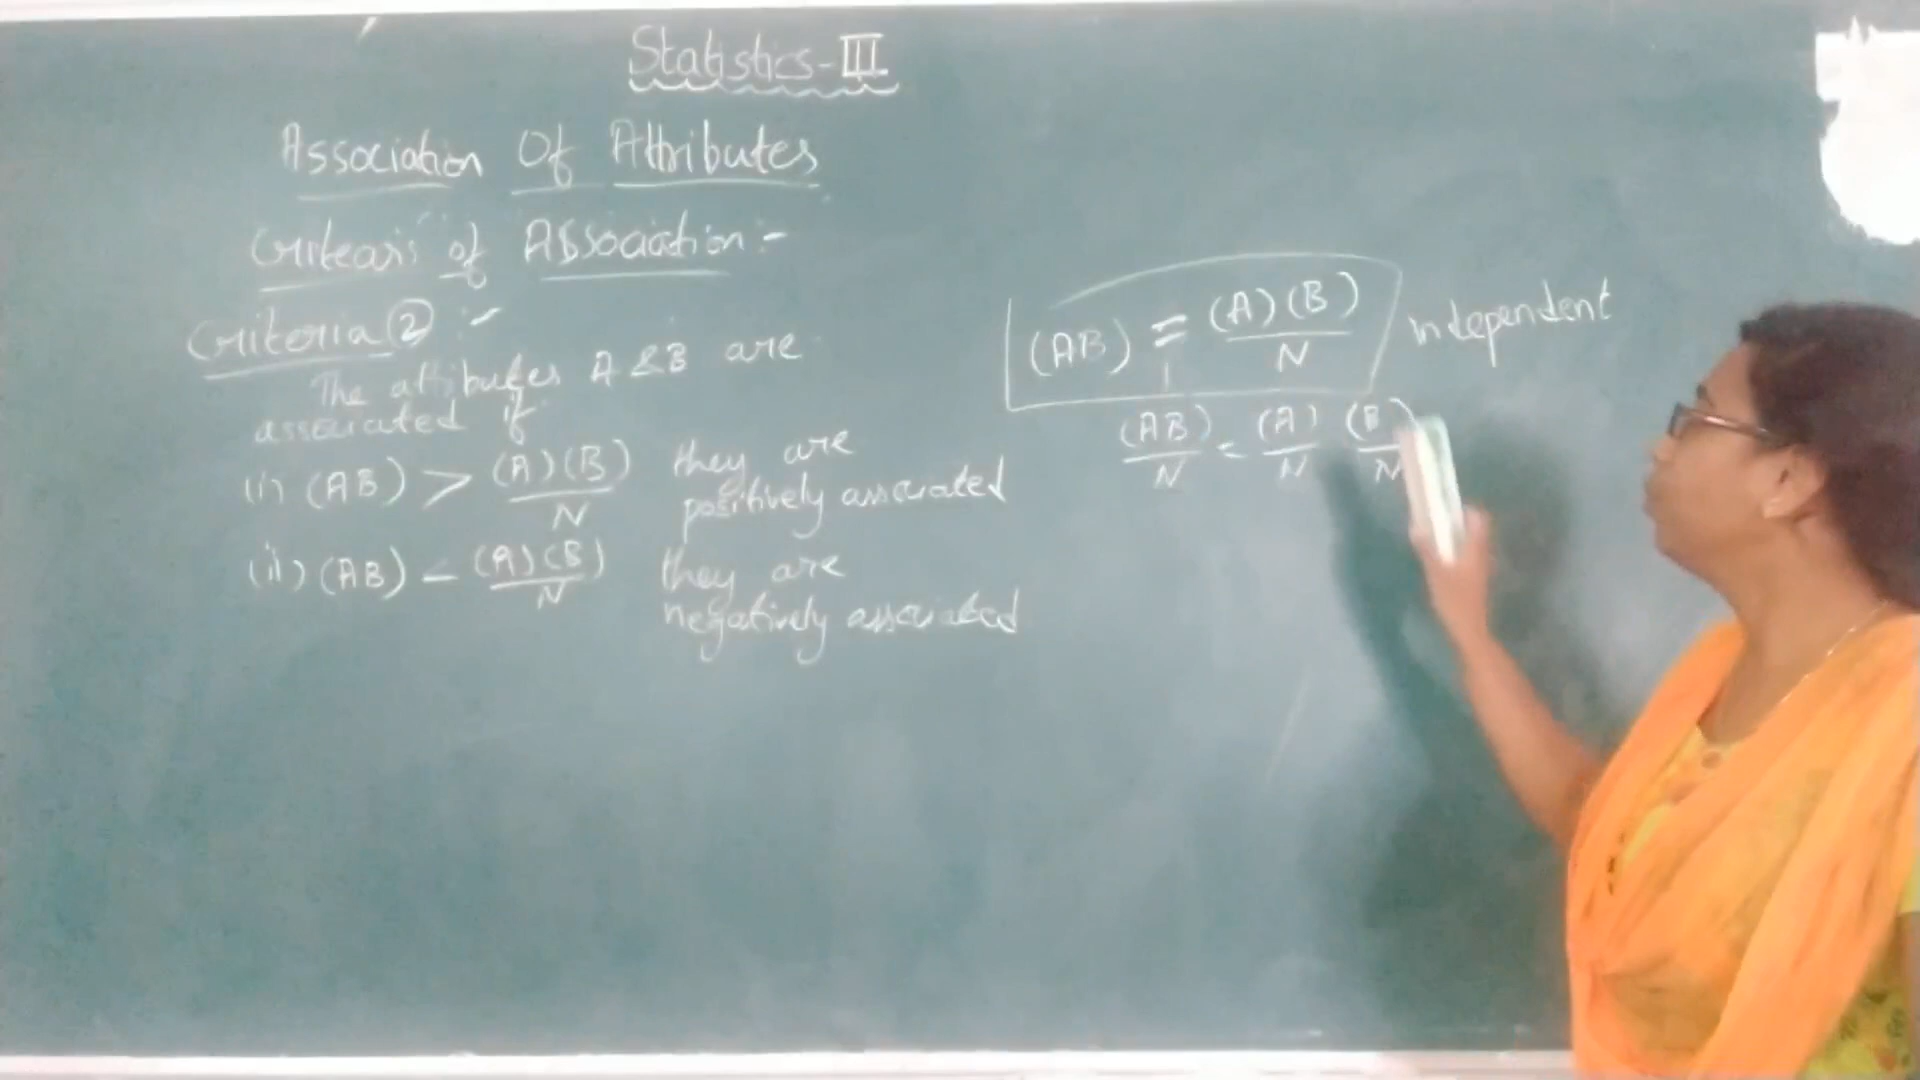 Statistics-III
Association Of Attributes
Critearis of Association :-
Criteria ② :-
The attributes A & B are
associated if
(i) (AB) > (A)(B)/N they are
positively associated
(ii) (AB) < (A)(B)/N they are
negatively associated
(AB) = (A)(B)/N independent
(AB)/N = (A)/N (B)/N